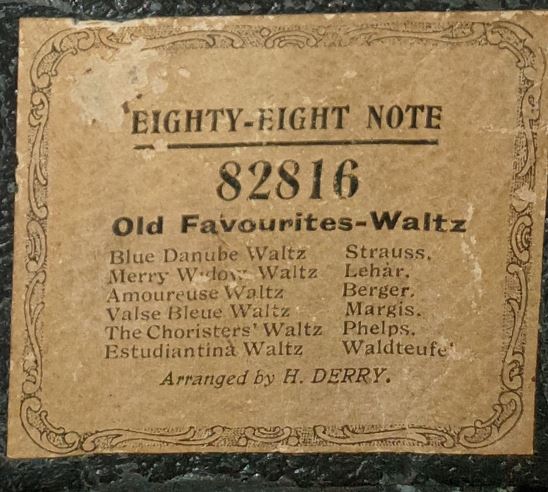 EIGHTY-EIGHT NOTE
82816
Old Favourites-Waltz
Blue Danube Waltz Strauss.
Merry Widow Waltz Lehár.
Amoureuse Waltz Berger.
Valse Bleue Waltz Margis.
The Choristers' Waltz Phelps.
Estudiantina Waltz Waldteufel
Arranged by H. DERRY.